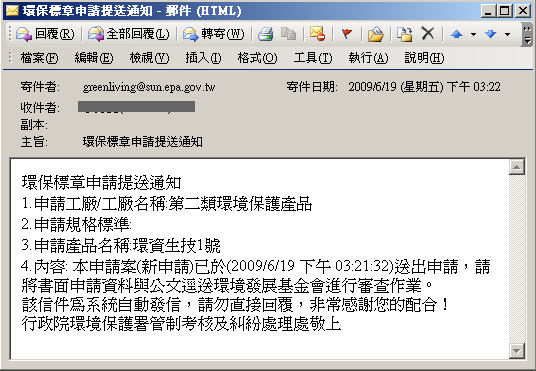 環保標章申請提送通知 - 郵件 (HTML)
回覆(R) 全部回覆(L) 轉寄(W)
檔案(F) 編輯(E) 檢視(V) 插入(I) 格式(O) 工具(T) 執行(A) 說明(H)
寄件者: greenliving@sun.epa.gov.tw 寄件日期: 2009/6/19 (星期五) 下午 03:22
收件者:
副本:
主旨: 環保標章申請提送通知
環保標章申請提送通知
1.申請工廠/工廠名稱:第二類環境保護產品
2.申請規格標準:
3.申請產品名稱:環資生技1號
4.內容: 本申請案(新申請)已於(2009/6/19 下午 03:21:32)送出申請，請
將書面申請資料與公文逕送環境發展基金會進行審查作業。
該信件為系統自動發信，請勿直接回覆，非常感謝您的配合！
行政院環境保護署管制考核及糾紛處理處敬上